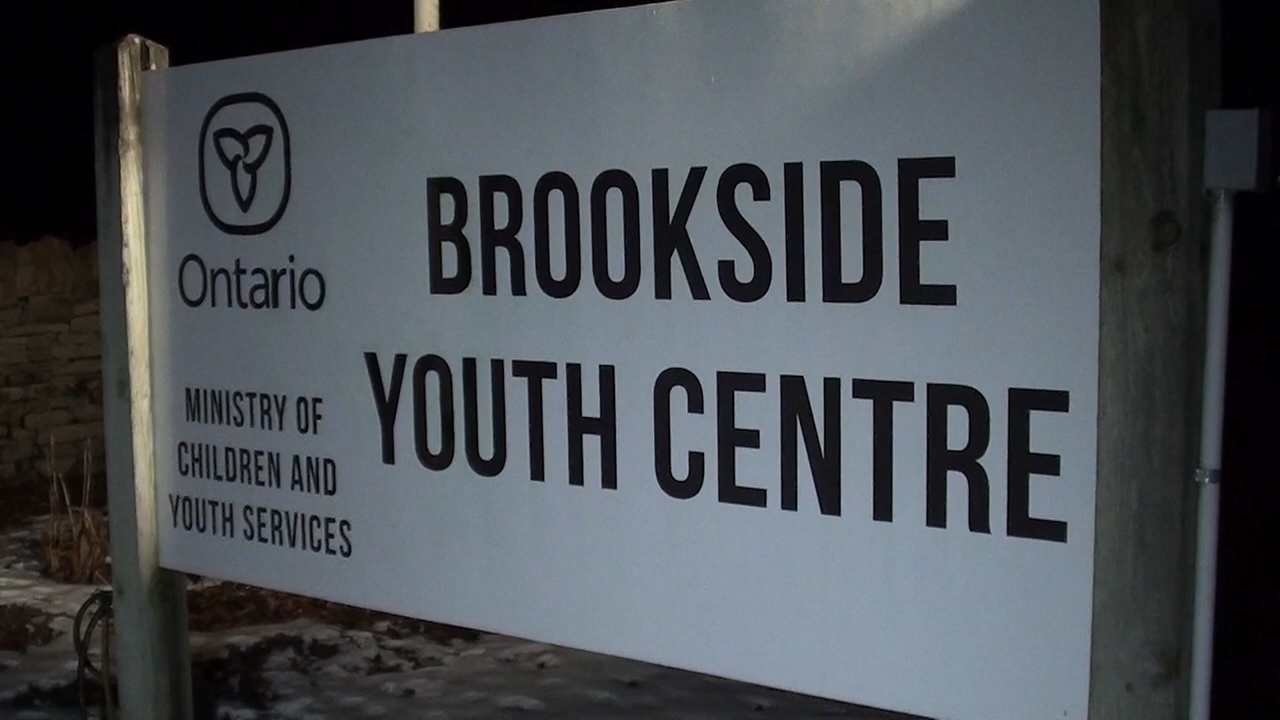 Ontario
MINISTRY OF
CHILDREN AND
YOUTH SERVICES
BROOKSIDE
YOUTH CENTRE